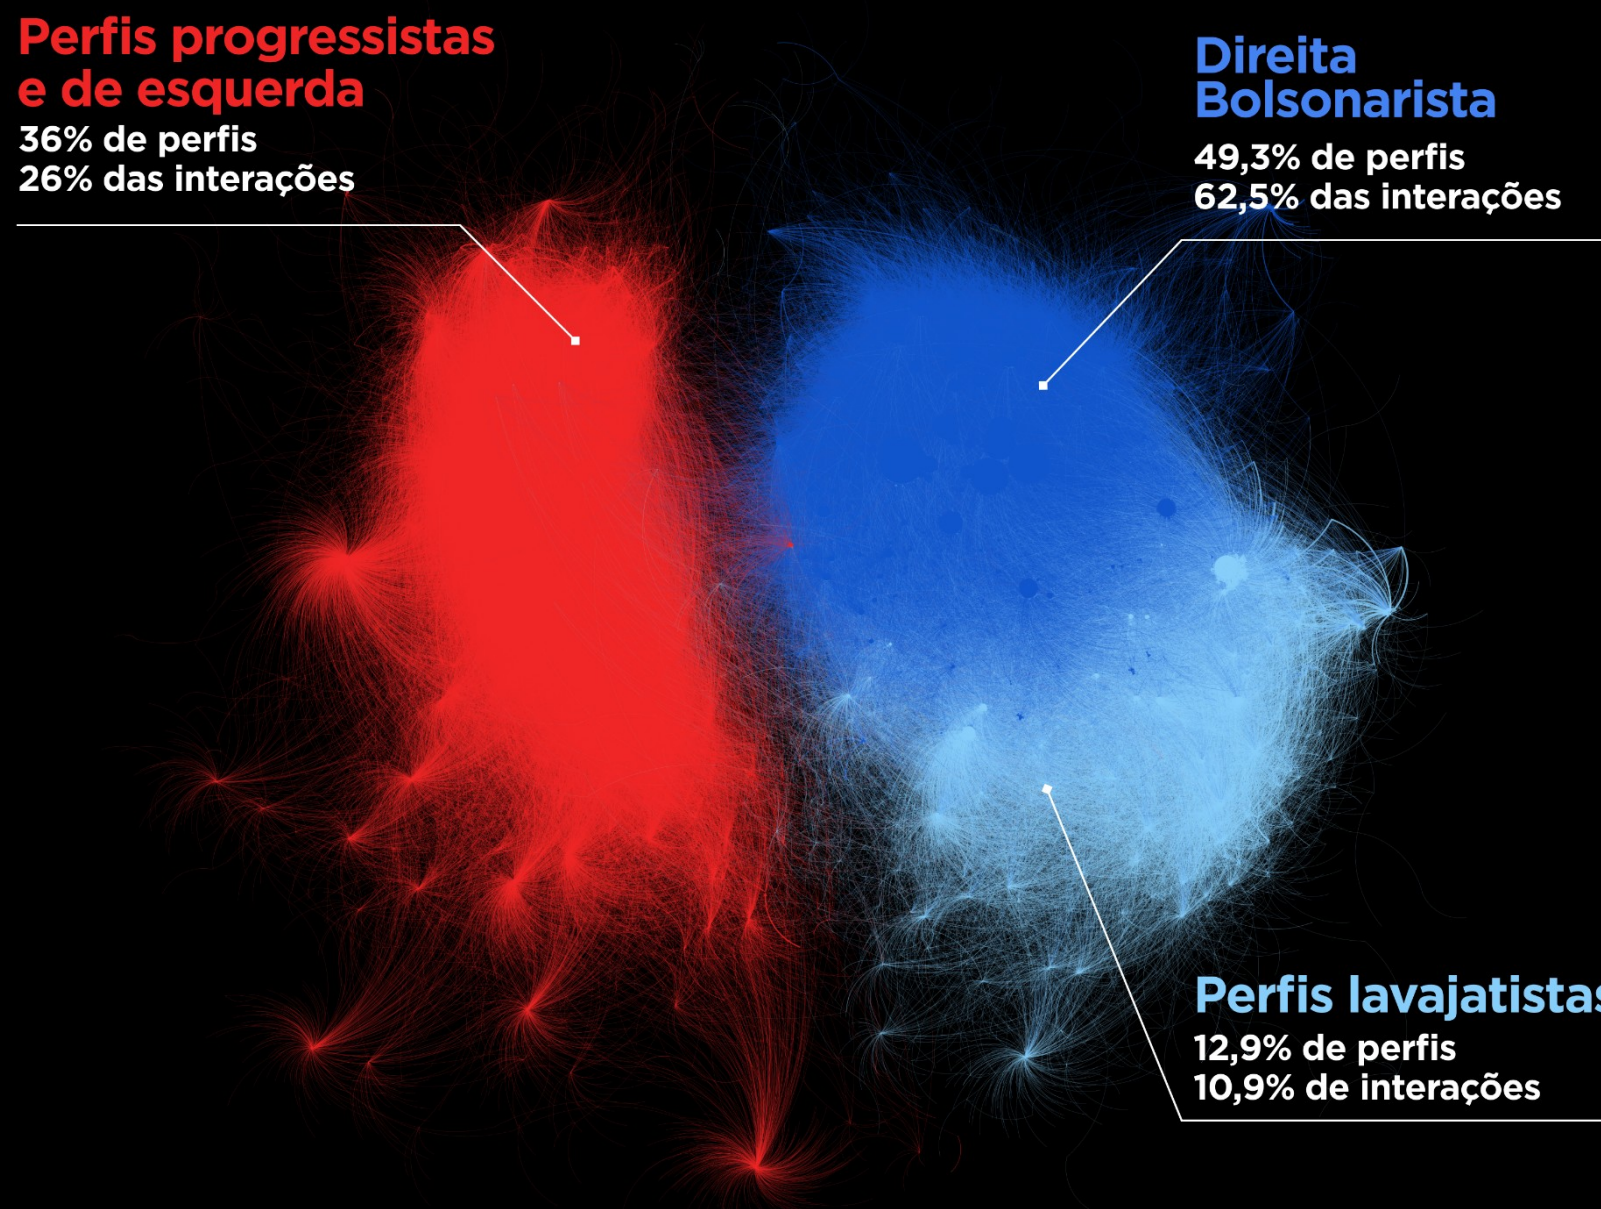 Perfis progressistas
e de esquerda
36% de perfis
26% das interações
Direita
Bolsonarista
49,3% de perfis
62,5% das interações
Perfis lavajatistas
12,9% de perfis
10,9% de interações